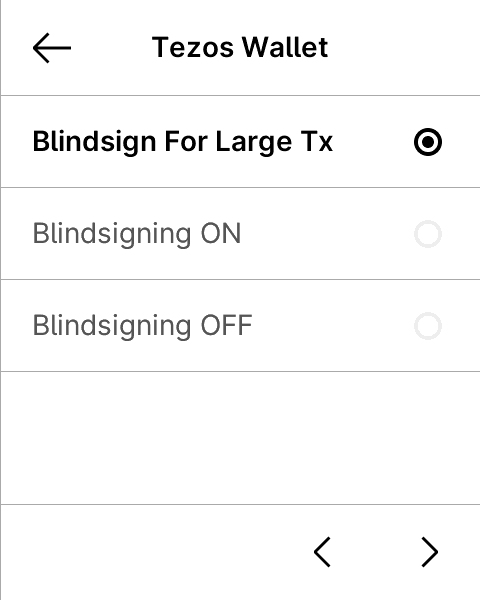 Tezos Wallet
Blindsign For Large Tx
Blindsigning ON
Blindsigning OFF